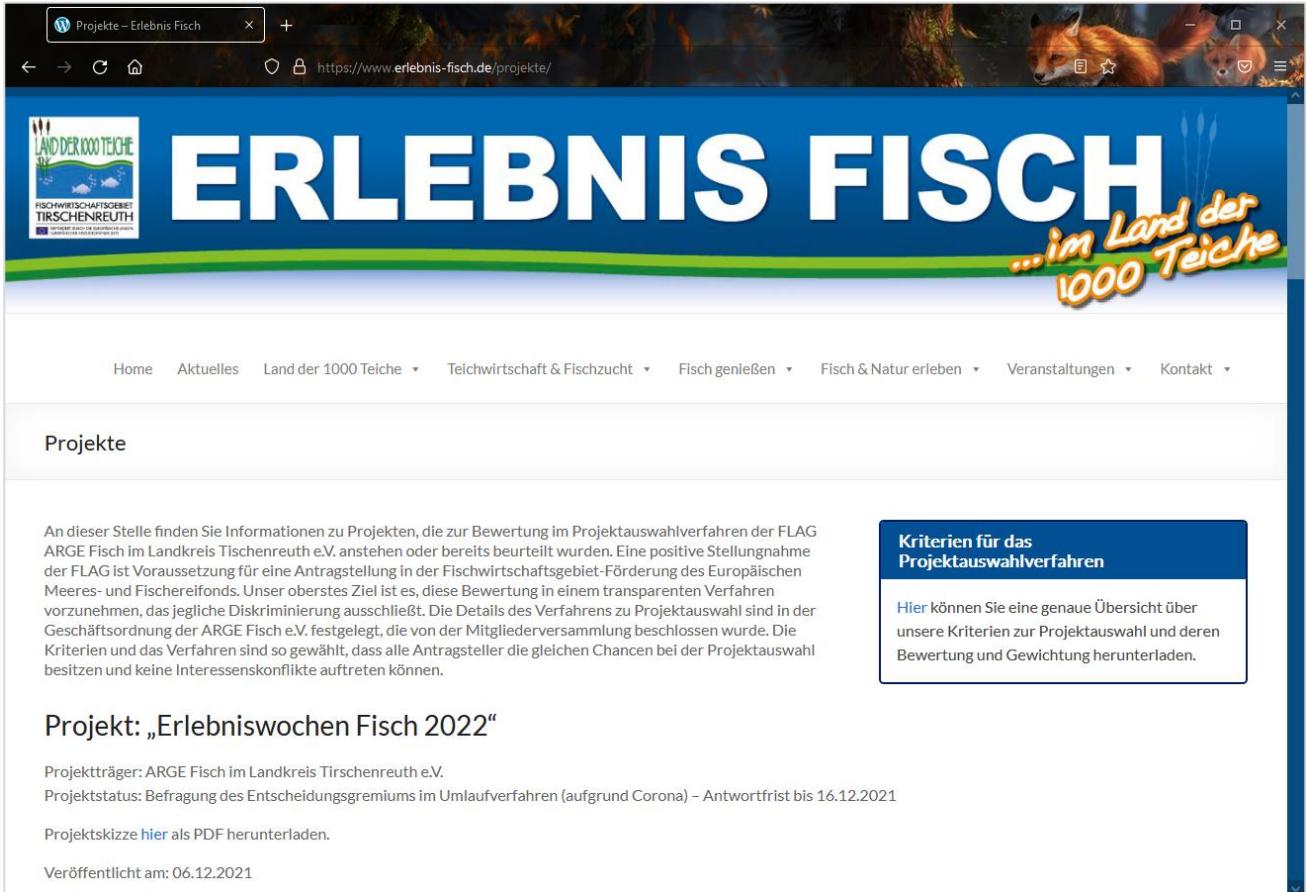 Projekte – Erlebnis Fisch
https://www.erlebnis-fisch.de/projekte/
LAND DER 1000 TEICHE
FISCHWIRTSCHAFTSGEBIET
TIRSCHENREUTH
ERLEBNIS FISCH
...im Land der
1000 Teiche
Home Aktuelles Land der 1000 Teiche Teichwirtschaft & Fischzucht Fisch genießen Fisch & Natur erleben Veranstaltungen Kontakt
Projekte
An dieser Stelle finden Sie Informationen zu Projekten, die zur Bewertung im Projektauswahlverfahren der FLAG
ARGE Fisch im Landkreis Tischenreuth e.V. anstehen oder bereits beurteilt wurden. Eine positive Stellungnahme
der FLAG ist Voraussetzung für eine Antragstellung in der Fischwirtschaftsgebiet-Förderung des Europäischen
Meeres- und Fischereifonds. Unser oberstes Ziel ist es, diese Bewertung in einem transparenten Verfahren
vorzunehmen, das jegliche Diskriminierung ausschließt. Die Details des Verfahrens zu Projektauswahl sind in der
Geschäftsordnung der ARGE Fisch e.V. festgelegt, die von der Mitgliederversammlung beschlossen wurde. Die
Kriterien und das Verfahren sind so gewählt, dass alle Antragsteller die gleichen Chancen bei der Projektauswahl
besitzen und keine Interessenskonflikte auftreten können.
Kriterien für das
Projektauswahlverfahren
Hier können Sie eine genaue Übersicht über
unsere Kriterien zur Projektauswahl und deren
Bewertung und Gewichtung herunterladen.
Projekt: „Erlebniswochen Fisch 2022“
Projektträger: ARGE Fisch im Landkreis Tirschenreuth e.V.
Projektstatus: Befragung des Entscheidungsgremiums im Umlaufverfahren (aufgrund Corona) – Antwortfrist bis 16.12.2021
Projektskizze hier als PDF herunterladen.
Veröffentlicht am: 06.12.2021